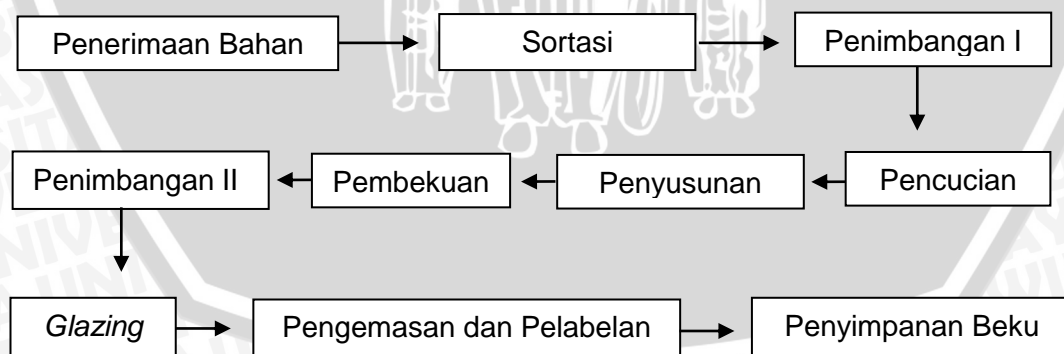 Penerimaan Bahan
Sortasi
Penimbangan I
Pencucian
Penyusunan
Pembekuan
Penimbangan II
Glazing
Pengemasan dan Pelabelan
Penyimpanan Beku